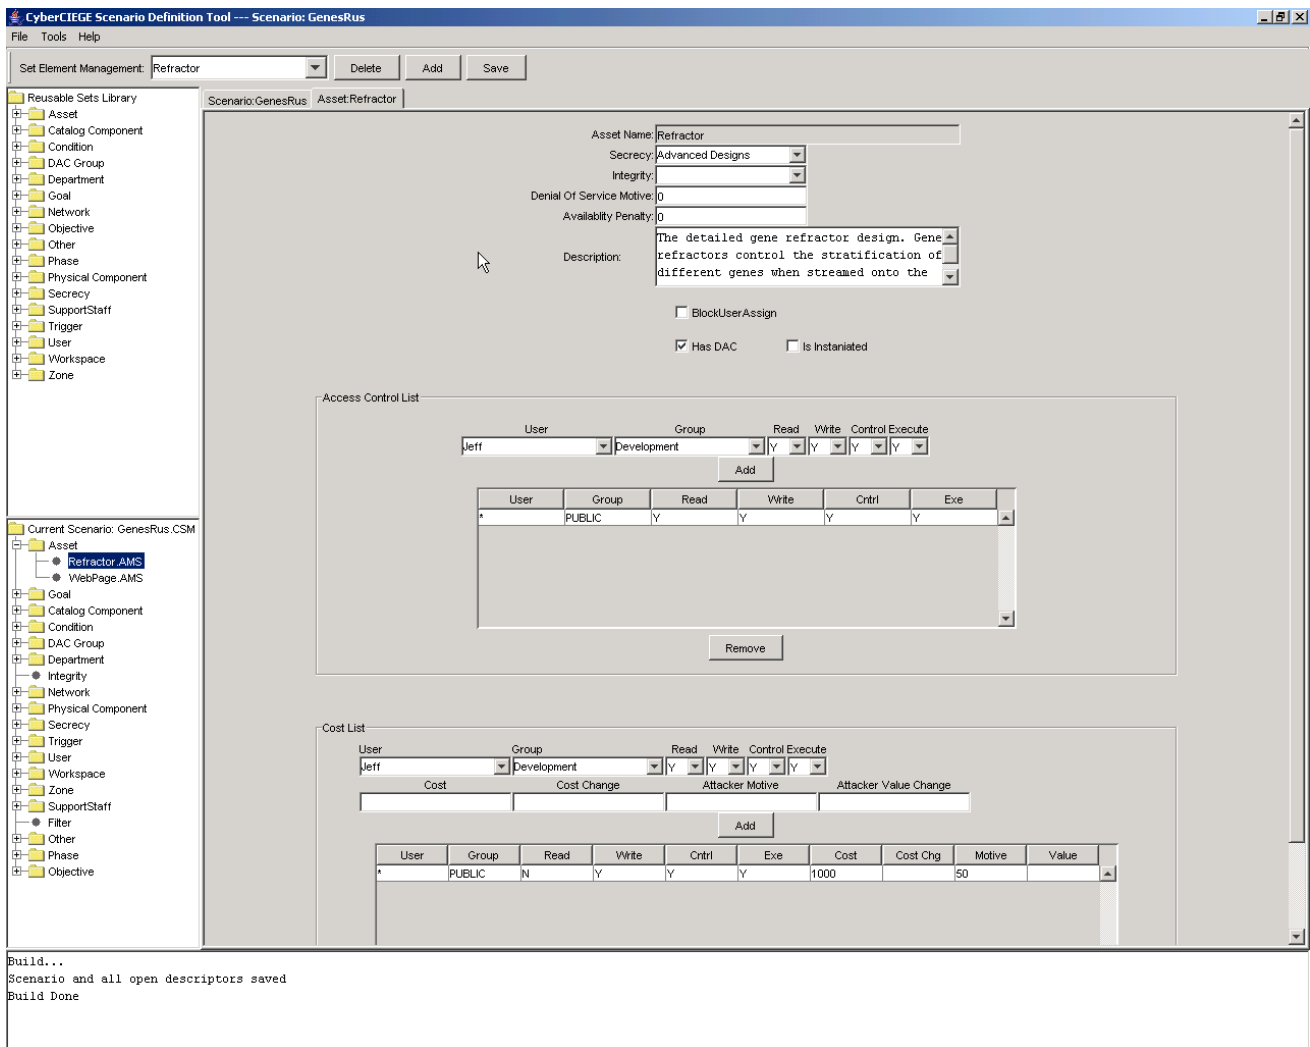 CyberCIEGE Scenario Definition Tool --- Scenario: GenesRus
File Tools Help
Set Element Management: Refractor Delete Add Save
Reusable Sets Library
Asset
Catalog Component
Condition
DAC Group
Department
Goal
Network
Objective
Other
Phase
Physical Component
Secrecy
SupportStaff
Trigger
User
Workspace
Zone
Current Scenario: GenesRus.CSM
Asset
Refractor.AMS
WebPage.AMS
Goal
Catalog Component
Condition
DAC Group
Department
Integrity
Network
Physical Component
Secrecy
Trigger
User
Workspace
Zone
SupportStaff
Filter
Other
Phase
Objective
Scenario:GenesRus Asset:Refractor
Asset Name: Refractor
Secrecy: Advanced Designs
Integrity:
Denial Of Service Motive: 0
Availablity Penalty: 0
Description:
The detailed gene refractor design. Gene
refractors control the stratification of
different genes when streamed onto the
BlockUserAssign
Has DAC Is Instaniated
Access Control List
User Group Read Write Control Execute
Jeff Development Y Y Y Y
Add
User Group Read Write Cntrl Exe
* PUBLIC Y Y Y Y
Remove
Cost List
User Group Read Write Control Execute
Jeff Development Y Y Y Y
Cost Cost Change Attacker Motive Attacker Value Change
Add
User Group Read Write Cntrl Exe Cost Cost Chg Motive Value
* PUBLIC N Y Y Y 1000 50
Build...
Scenario and all open descriptors saved
Build Done